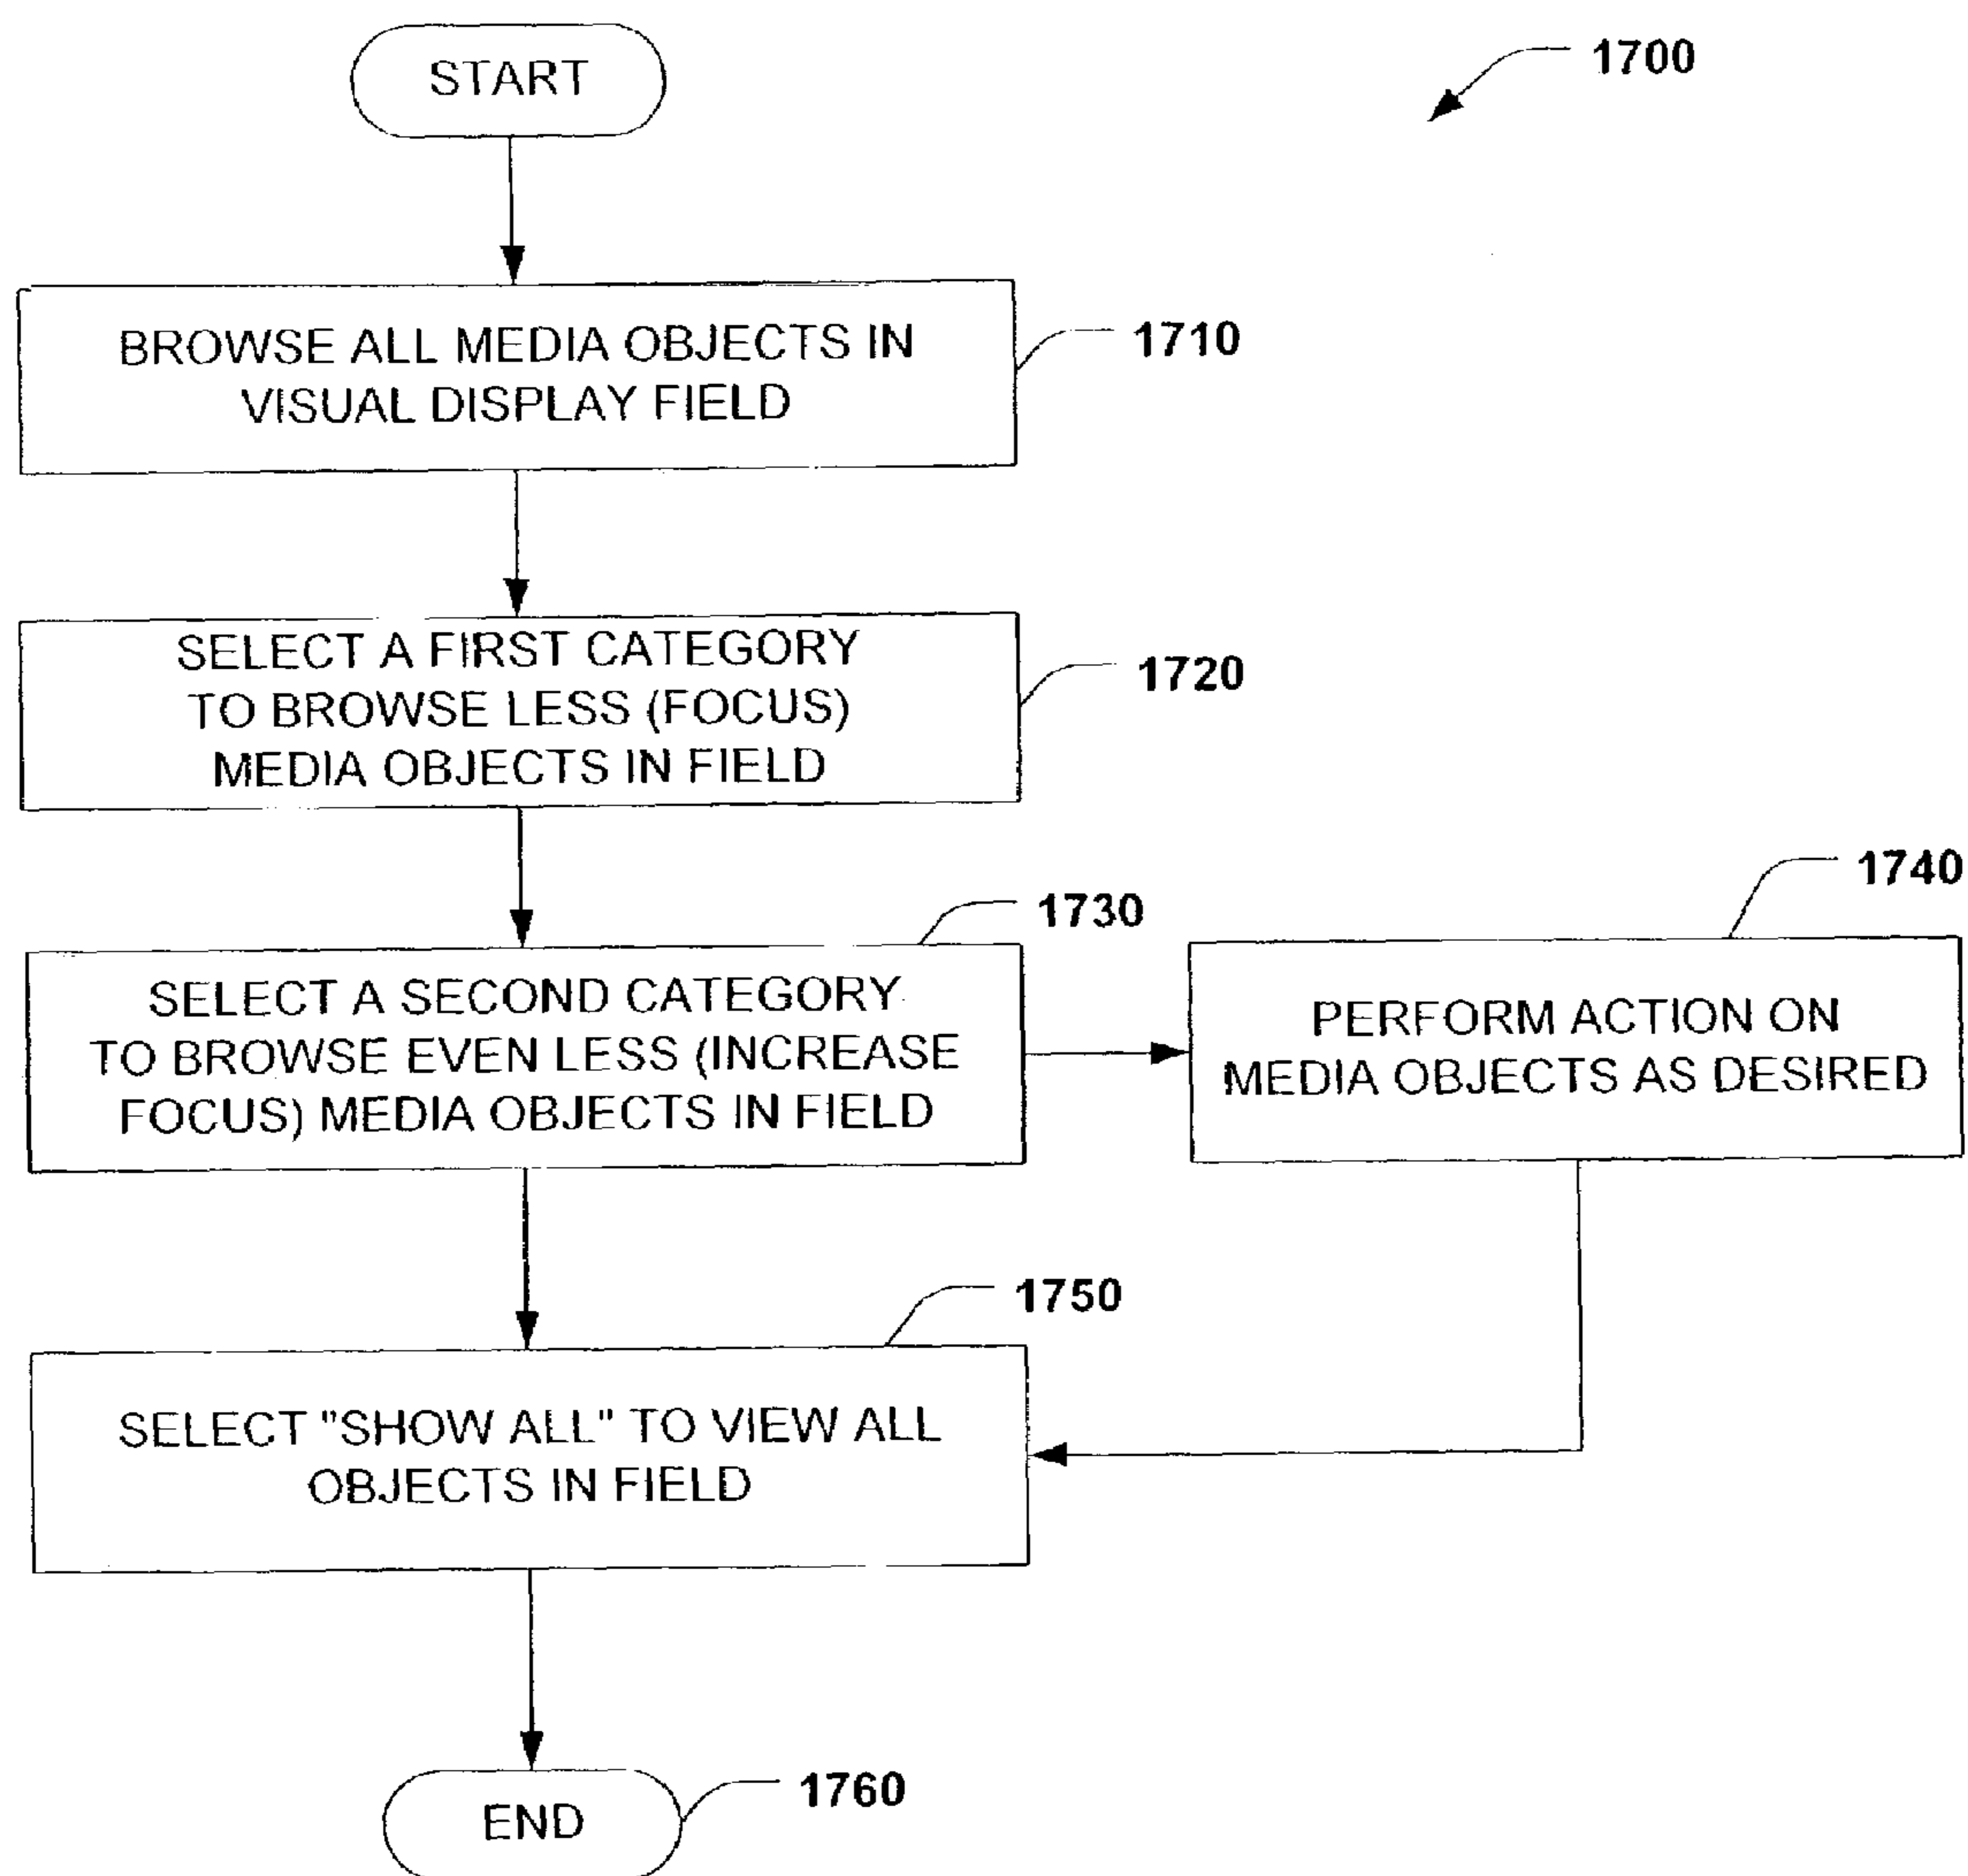 START
1700
BROWSE ALL MEDIA OBJECTS IN
VISUAL DISPLAY FIELD
1710
SELECT A FIRST CATEGORY
TO BROWSE LESS (FOCUS)
MEDIA OBJECTS IN FIELD
1720
1730
SELECT A SECOND CATEGORY
TO BROWSE EVEN LESS (INCREASE
FOCUS) MEDIA OBJECTS IN FIELD
1740
PERFORM ACTION ON
MEDIA OBJECTS AS DESIRED
1750
SELECT "SHOW ALL" TO VIEW ALL
OBJECTS IN FIELD
END
1760